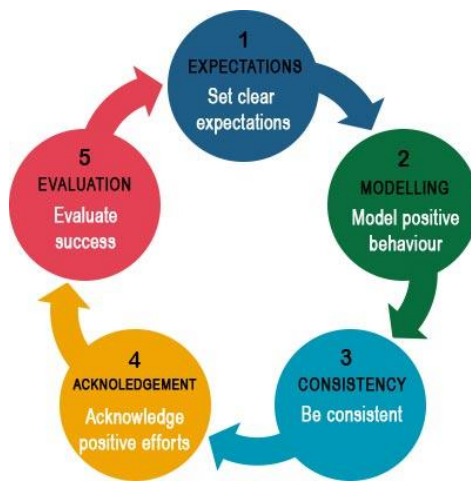 1
EXPECTATIONS
Set clear
expectations
2
MODELLING
Model positive
behaviour
3
CONSISTENCY
Be consistent
4
ACKNOLEDGEMENT
Acknowledge
positive efforts
5
EVALUATION
Evaluate
success